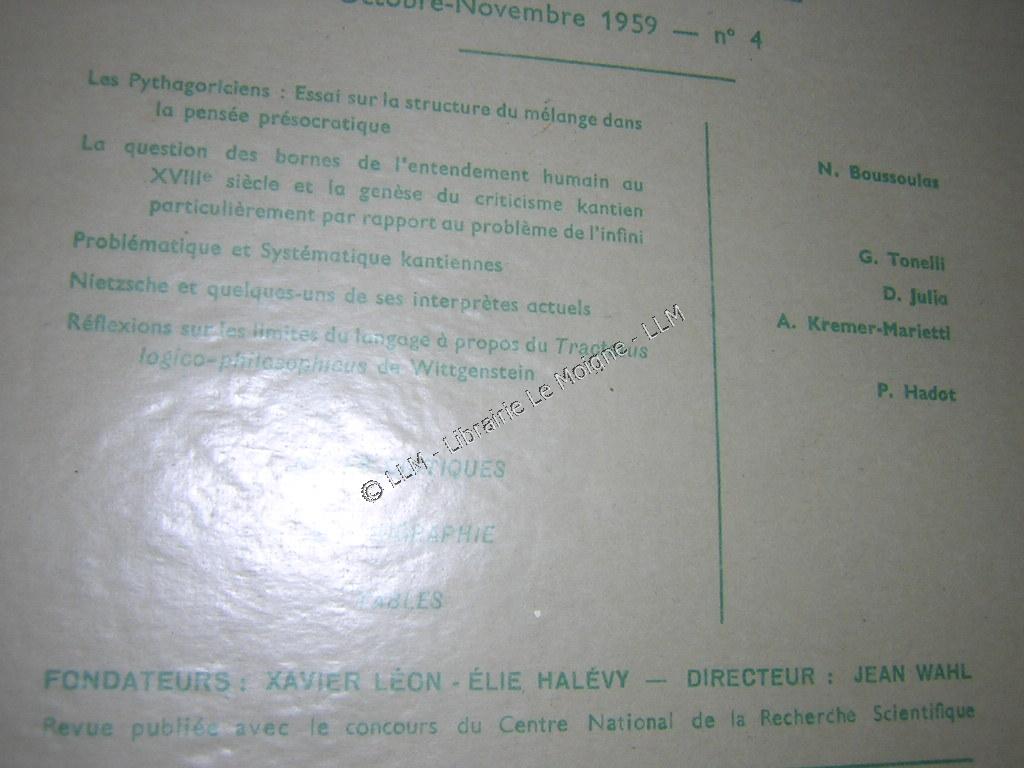 Octobre-Novembre 1959 — n° 4
Les Pythagoriciens : Essai sur la structure du mélange dans
la pensée présocratique
N. Boussoulas
La question des bornes de l'entendement humain au
XVIIIe siècle et la genèse du criticisme kantien
particulièrement par rapport au problème de l'infini
G. Tonelli
Problématique et Systématique kantiennes
D. Julia
Nietzsche et quelques-uns de ses interprètes actuels
A. Kremer-Marietti
Réflexions sur les limites du langage à propos du Tractatus
logico-philosophicus de Wittgenstein
P. Hadot
© LLM - Librairie Le Moigne - LLM
TABLES
FONDATEURS : XAVIER LÉON - ÉLIE HALÉVY — DIRECTEUR : JEAN WAHL
Revue publiée avec le concours du Centre National de la Recherche Scientifique